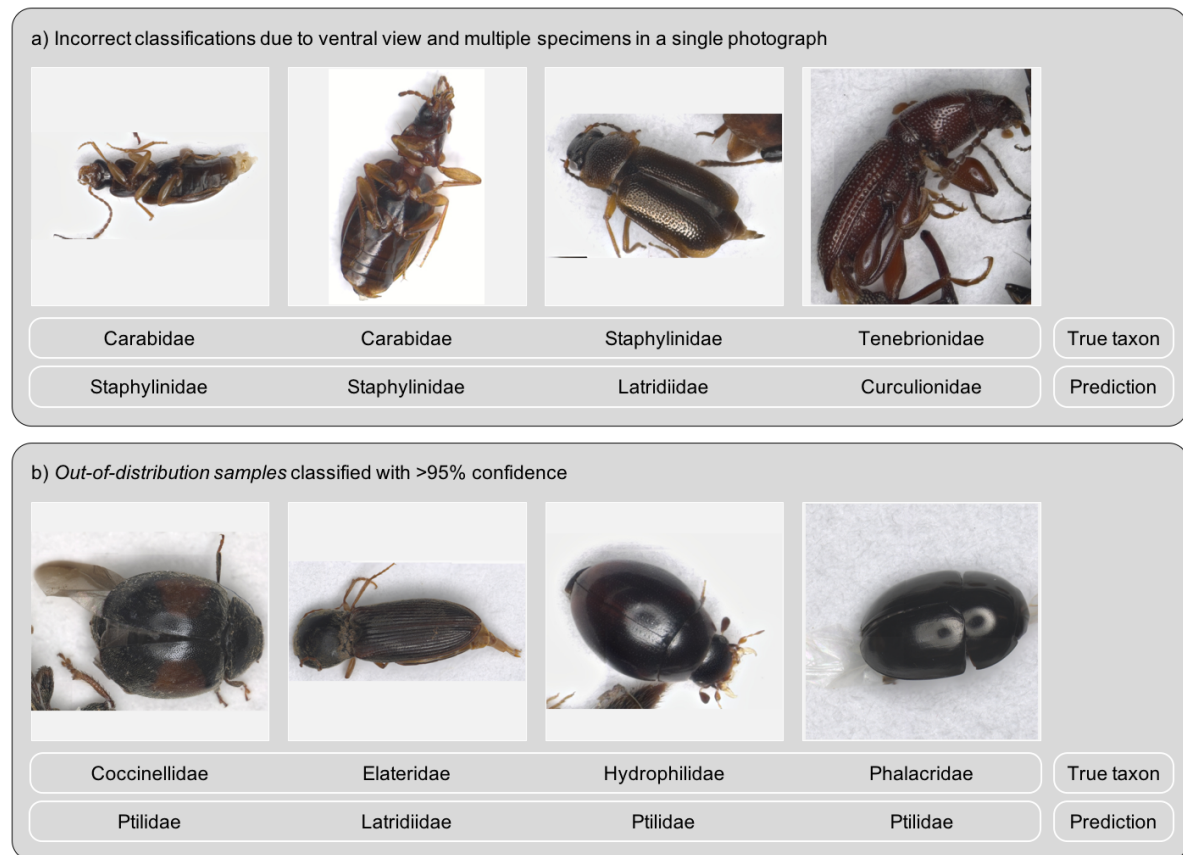 a) Incorrect classifications due to ventral view and multiple specimens in a single photograph
Carabidae Carabidae Staphylinidae Tenebrionidae True taxon
Staphylinidae Staphylinidae Latridiidae Curculionidae Prediction
b) Out-of-distribution samples classified with >95% confidence
Coccinellidae Elateridae Hydrophilidae Phalacridae True taxon
Ptilidae Latridiidae Ptilidae Ptilidae Prediction